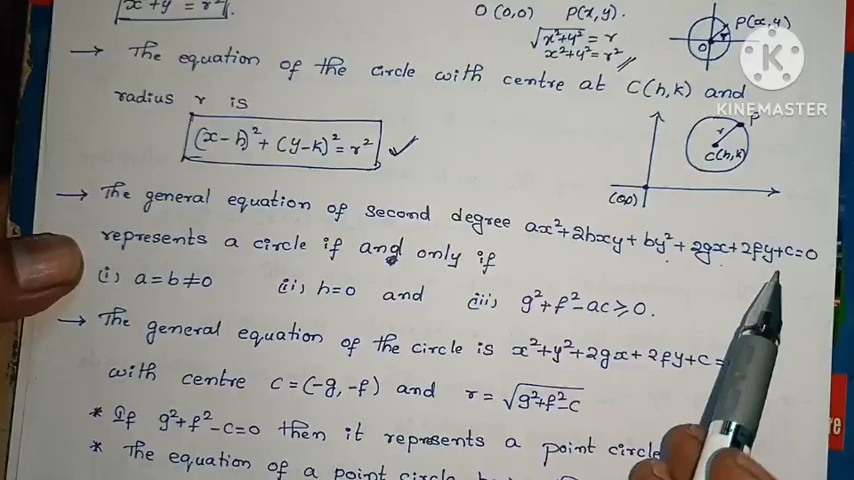 x²+y²=r².
O (0,0) P(x,y).
√x²+y² = r
x²+y²=r²
P(x,y)
O r
K
KINEMASTER
→ The equation of the circle with centre at C(h,k) and
radius r is
(x-h)²+(y-k)²=r²
P
r
C(h,k)
(0,0)
→ The general equation of second degree ax²+2hxy+by²+2gx+2fy+c=0
represents a circle if and only if
(i) a=b≠0 (ii) h=0 and (iii) g²+f²-ac≥0.
→ The general equation of the circle is x²+y²+2gx+2fy+c=
with centre c=(-g,-f) and r=√g²+f²-c
* If g²+f²-c=0 then it represents a point circle
* The equation of a point circle